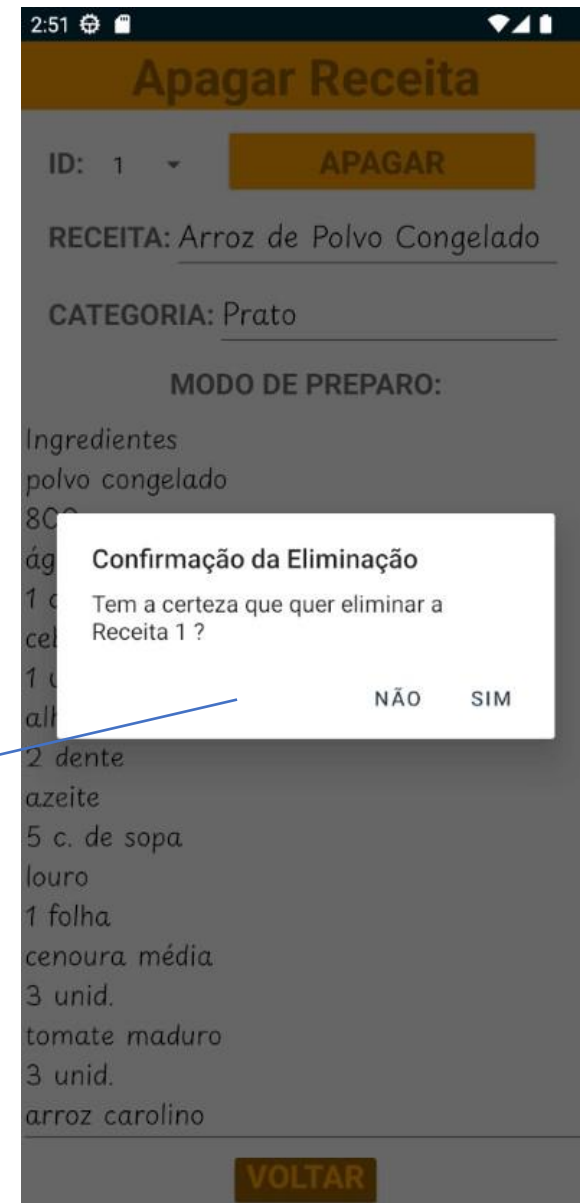 2:51
Apagar Receita
ID: 1 APAGAR
RECEITA: Arroz de Polvo Congelado
CATEGORIA: Prato
MODO DE PREPARO:
Ingredientes
polvo congelado
Confirmação da Eliminação
Tem a certeza que quer eliminar a
Receita 1 ?
NÃO SIM
2 dente
azeite
5 c. de sopa
louro
1 folha
cenoura média
3 unid.
tomate maduro
3 unid.
arroz carolino
VOLTAR